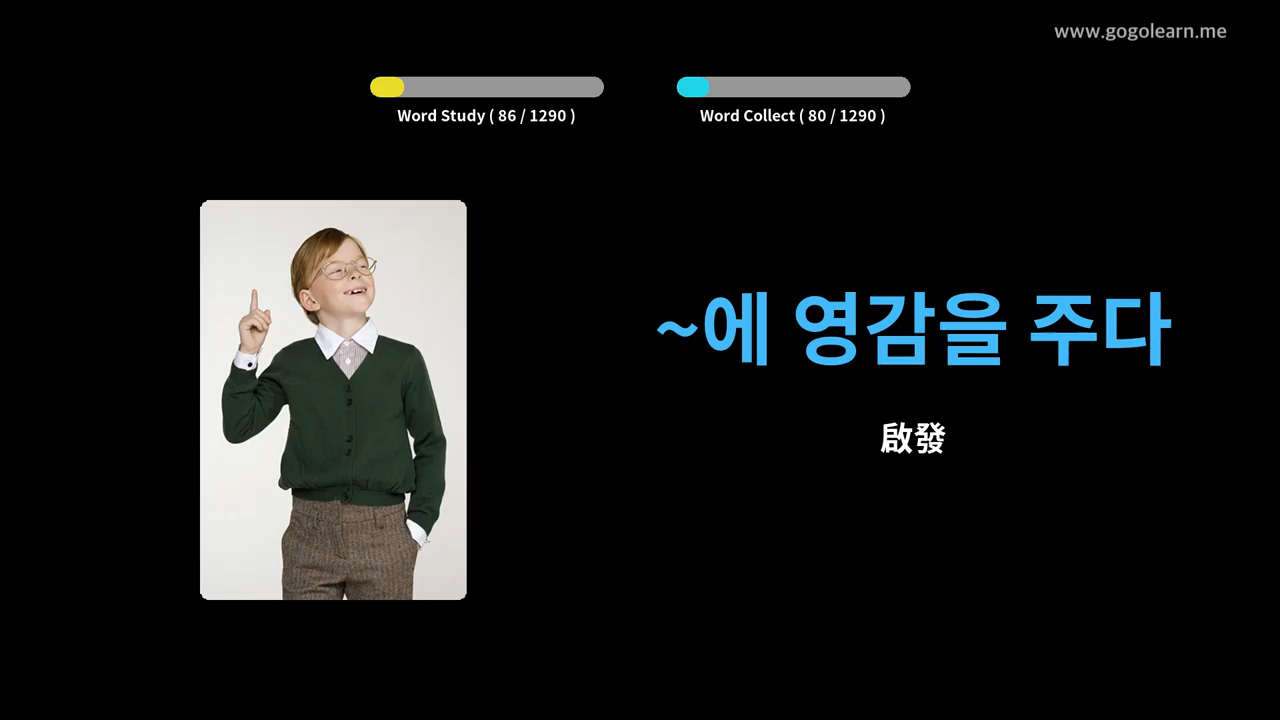 www.gogolearn.me
Word Study ( 86 / 1290 )
Word Collect ( 80 / 1290 )
~에 영감을 주다
啟發